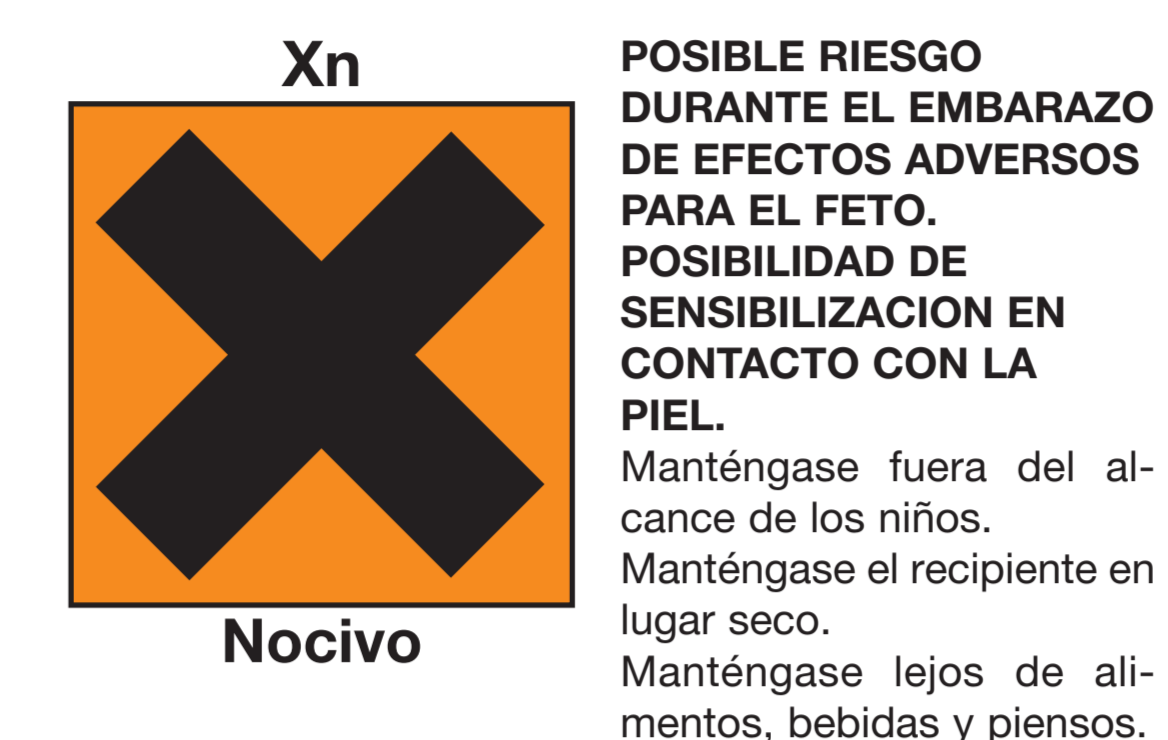 Xn
Nocivo
POSIBLE RIESGO
DURANTE EL EMBARAZO
DE EFECTOS ADVERSOS
PARA EL FETO.
POSIBILIDAD DE
SENSIBILIZACION EN
CONTACTO CON LA
PIEL.
Manténgase fuera del al-
cance de los niños.
Manténgase el recipiente en
lugar seco.
Manténgase lejos de ali-
mentos, bebidas y piensos.